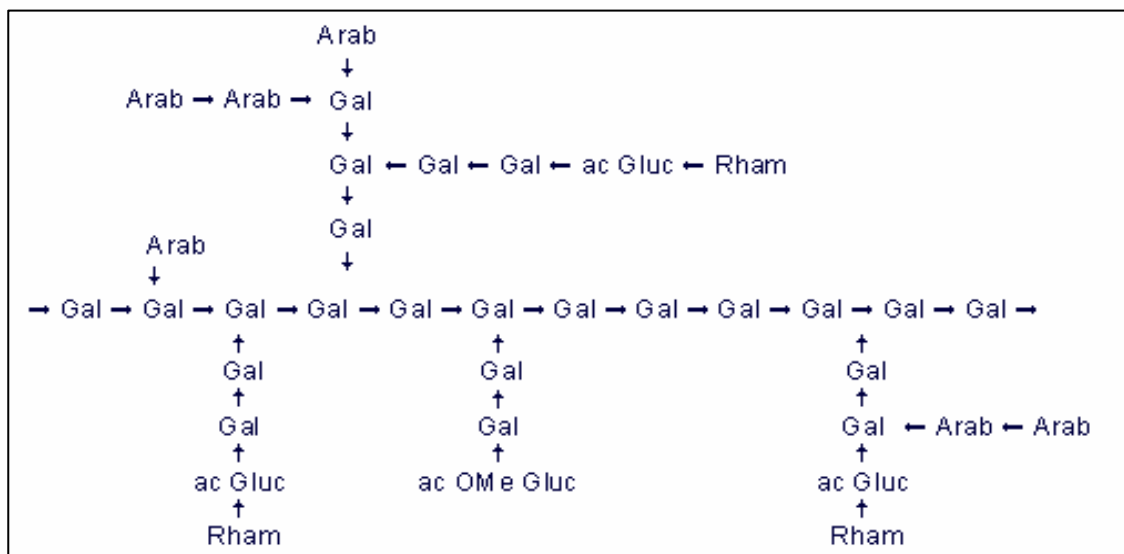 Arab
↓
Arab → Arab → Gal
↓
Gal ← Gal ← Gal ← ac Gluc ← Rham
↓
Gal
Arab
↓ ↓
→ Gal → Gal → Gal → Gal → Gal → Gal → Gal → Gal → Gal → Gal → Gal → Gal →
↑ ↑ ↑
Gal Gal Gal
↑ ↑ ↑
Gal Gal Gal ← Arab ← Arab
↑ ↑ ↑
ac Gluc ac OMe Gluc ac Gluc
↑ ↑
Rham Rham